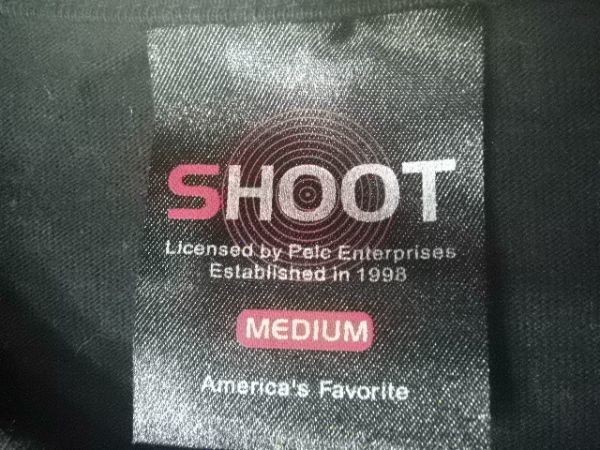 SHOOT
Licensed by Pelc Enterprises
Established in 1998
MEDIUM
America's Favorite